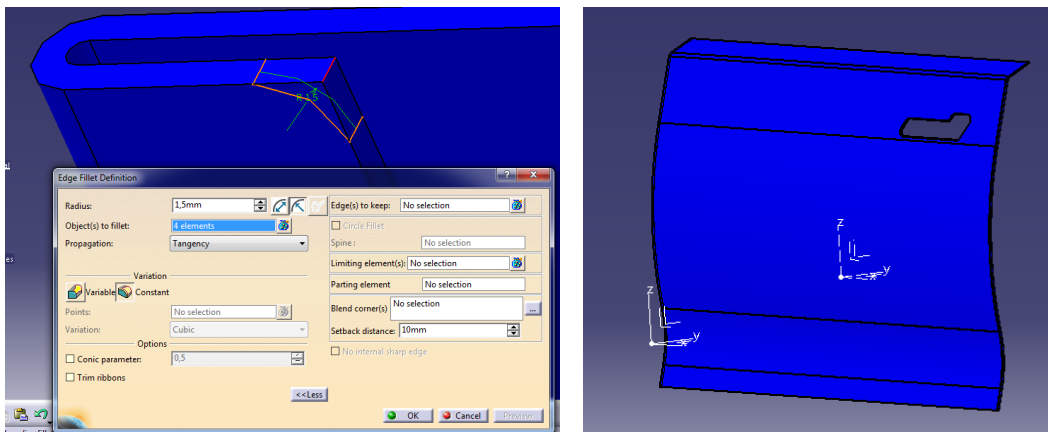 R 1.5
Edge Fillet Definition
? x
Radius: 1,5mm
Edge(s) to keep: No selection
Object(s) to fillet: 4 elements
Circle Fillet
Propagation: Tangency
Spine: No selection
Limiting element(s): No selection
Variation
Parting element No selection
Variable Constant
Blend corner(s) No selection ...
Points: No selection
Setback distance: 10mm
Variation: Cubic
Options
No internal sharp edge
Conic parameter: 0,5
Trim ribbons
<<Less
OK Cancel Preview
z
x y
z
x y